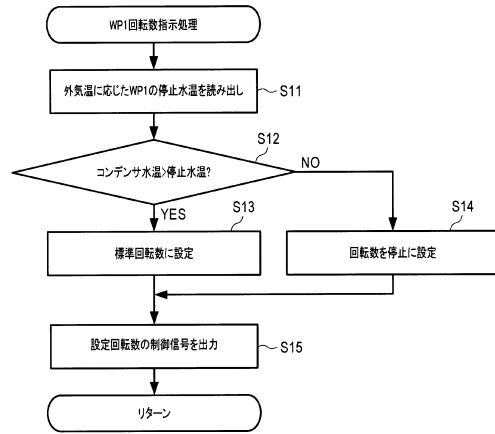 WP1回転数指示処理
外気温に応じたWP1の停止水温を読み出し
S11
S12
コンデンサ水温>停止水温?
NO
YES
S13
S14
標準回転数に設定
回転数を停止に設定
設定回転数の制御信号を出力
S15
リターン